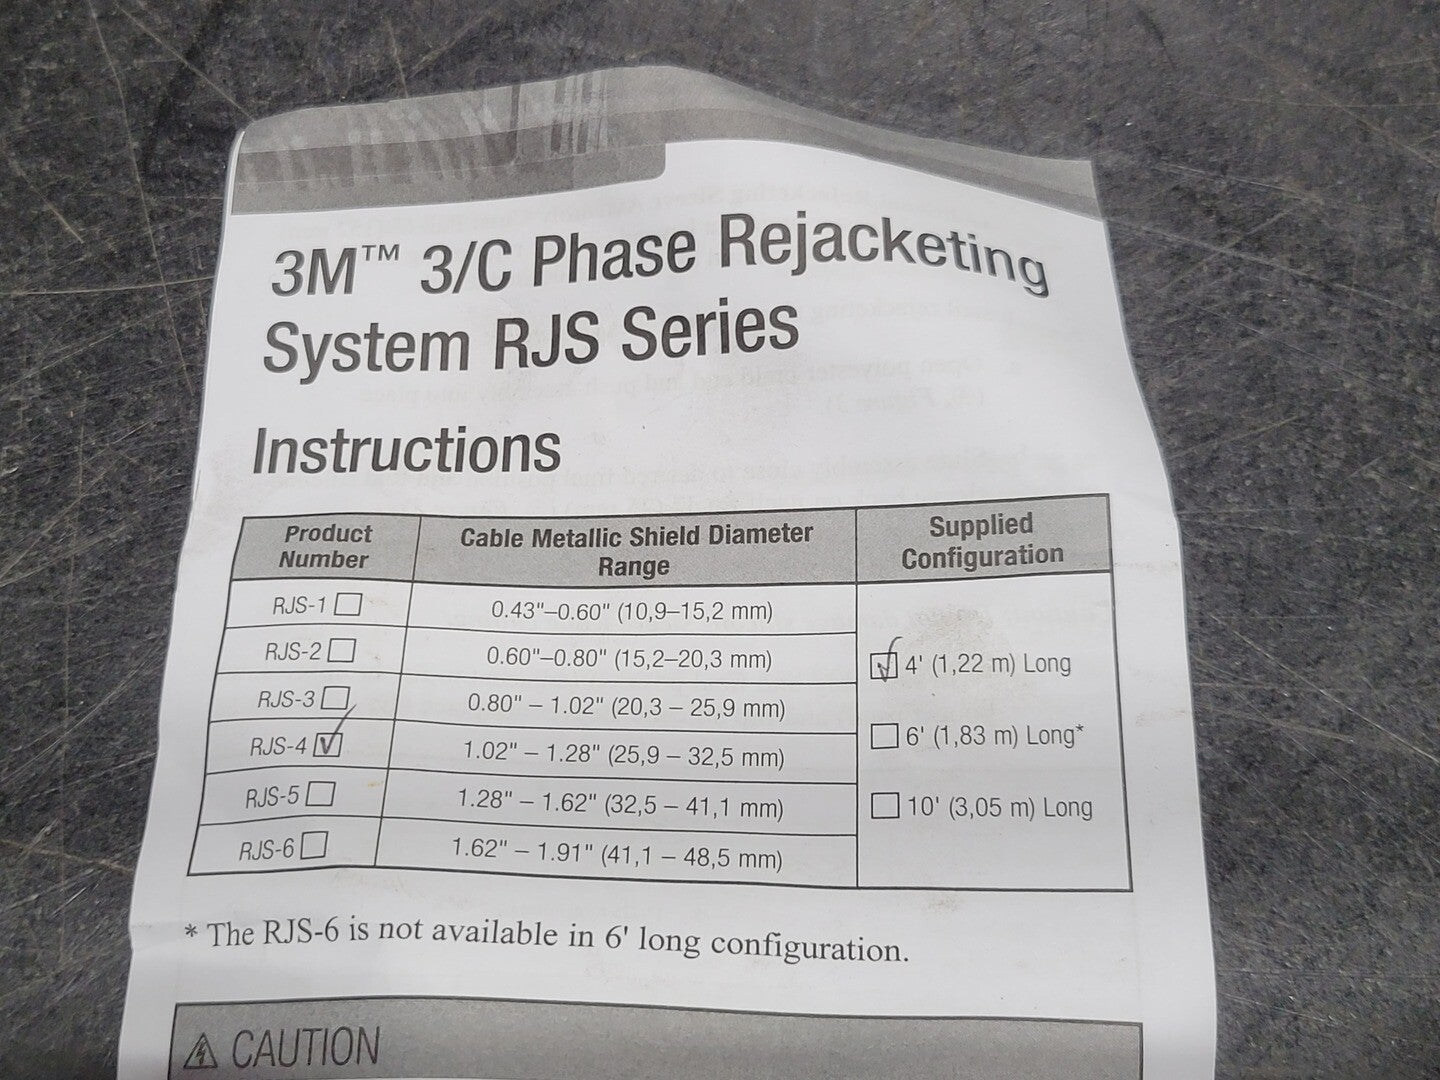 3M™ 3/C Phase Rejacketing
System RJS Series
Instructions
Product Number
Cable Metallic Shield Diameter Range
Supplied Configuration
RJS-1 ☐ 0.43"–0.60" (10,9–15,2 mm)
RJS-2 ☐ 0.60"–0.80" (15,2–20,3 mm)
RJS-3 ☐ 0.80" – 1.02" (20,3 – 25,9 mm)
RJS-4 ☑ 1.02" – 1.28" (25,9 – 32,5 mm)
RJS-5 ☐ 1.28" – 1.62" (32,5 – 41,1 mm)
RJS-6 ☐ 1.62" – 1.91" (41,1 – 48,5 mm)
☑ 4' (1,22 m) Long
☐ 6' (1,83 m) Long*
☐ 10' (3,05 m) Long
* The RJS-6 is not available in 6' long configuration.
⚠ CAUTION